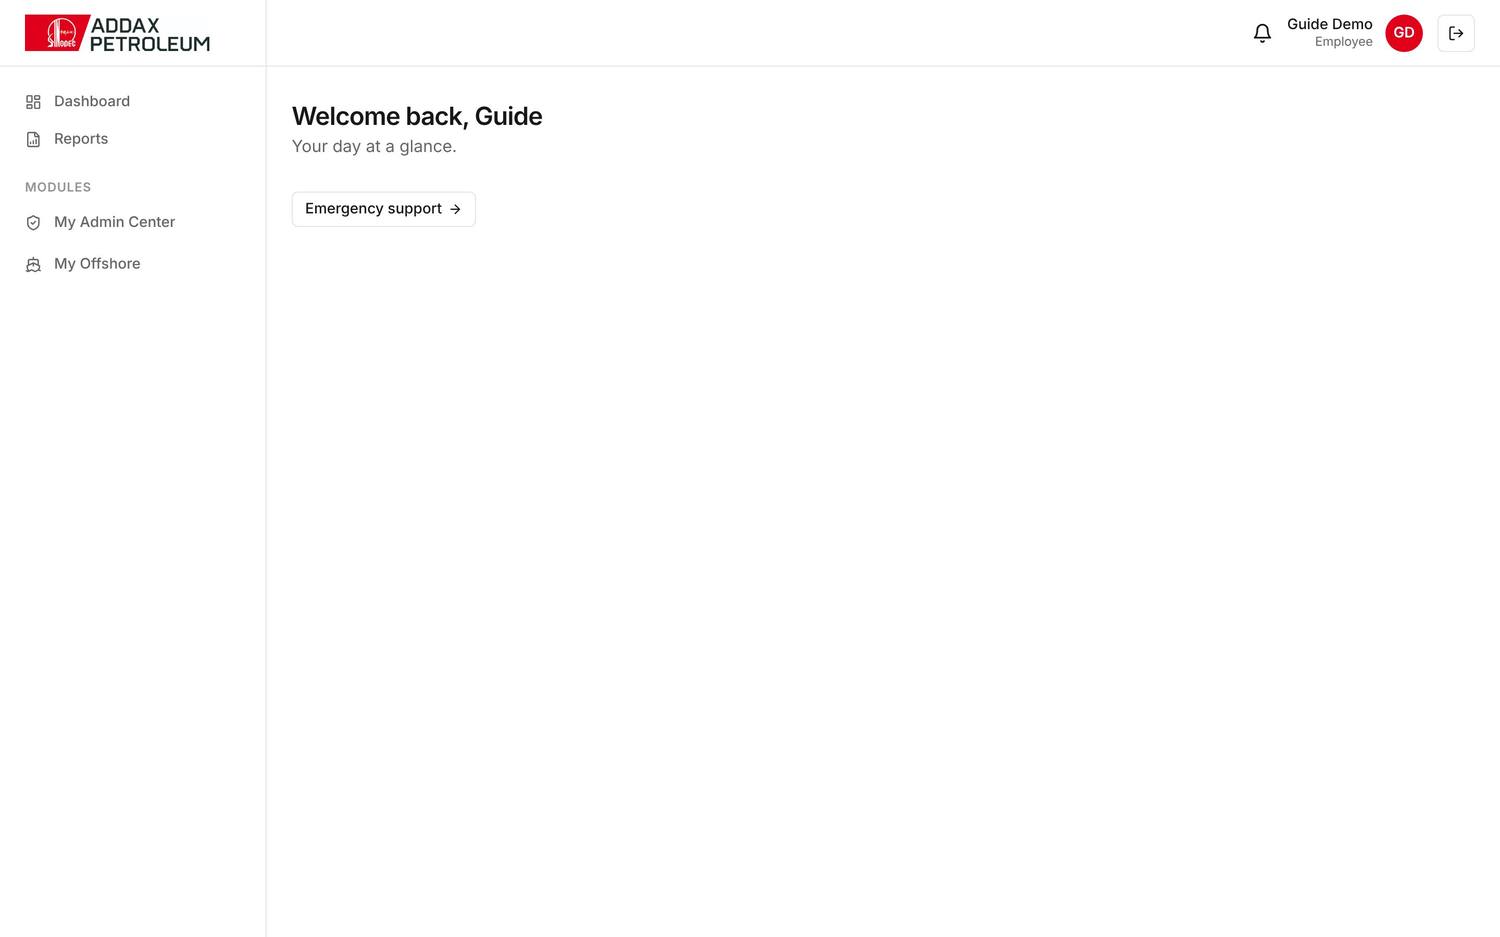 SINOPEC
ADDAX
PETROLEUM
Guide Demo
Employee
GD
Dashboard
Reports
MODULES
My Admin Center
My Offshore
Welcome back, Guide
Your day at a glance.
Emergency support →